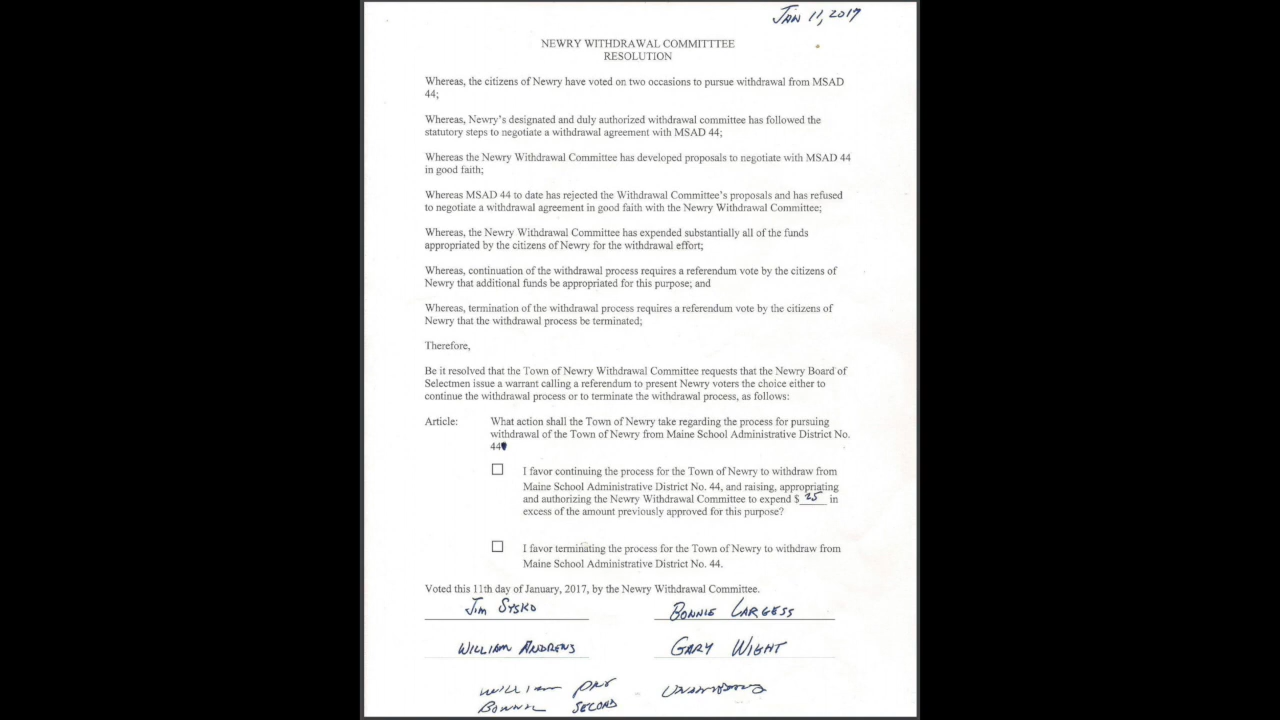 JAN 11, 2017
NEWRY WITHDRAWAL COMMITTTEE
RESOLUTION
Whereas, the citizens of Newry have voted on two occasions to pursue withdrawal from MSAD
44;
Whereas, Newry's designated and duly authorized withdrawal committee has followed the
statutory steps to negotiate a withdrawal agreement with MSAD 44;
Whereas the Newry Withdrawal Committee has developed proposals to negotiate with MSAD 44
in good faith;
Whereas MSAD 44 to date has rejected the Withdrawal Committee's proposals and has refused
to negotiate a withdrawal agreement in good faith with the Newry Withdrawal Committee;
Whereas, the Newry Withdrawal Committee has expended substantially all of the funds
appropriated by the citizens of Newry for the withdrawal effort;
Whereas, continuation of the withdrawal process requires a referendum vote by the citizens of
Newry that additional funds be appropriated for this purpose; and
Whereas, termination of the withdrawal process requires a referendum vote by the citizens of
Newry that the withdrawal process be terminated;
Therefore,
Be it resolved that the Town of Newry Withdrawal Committee requests that the Newry Board of
Selectmen issue a warrant calling a referendum to present Newry voters the choice either to
continue the withdrawal process or to terminate the withdrawal process, as follows:
Article: What action shall the Town of Newry take regarding the process for pursuing
withdrawal of the Town of Newry from Maine School Administrative District No.
44
I favor continuing the process for the Town of Newry to withdraw from
Maine School Administrative District No. 44, and raising, appropriating
and authorizing the Newry Withdrawal Committee to expend $ 25 in
excess of the amount previously approved for this purpose?
I favor terminating the process for the Town of Newry to withdraw from
Maine School Administrative District No. 44.
Voted this 11th day of January, 2017, by the Newry Withdrawal Committee.
JIM SYSKO BONNIE LARGESS
WILLIAM ANDREWS GARY WIGHT
WILLIAM
BONNIE SECOND